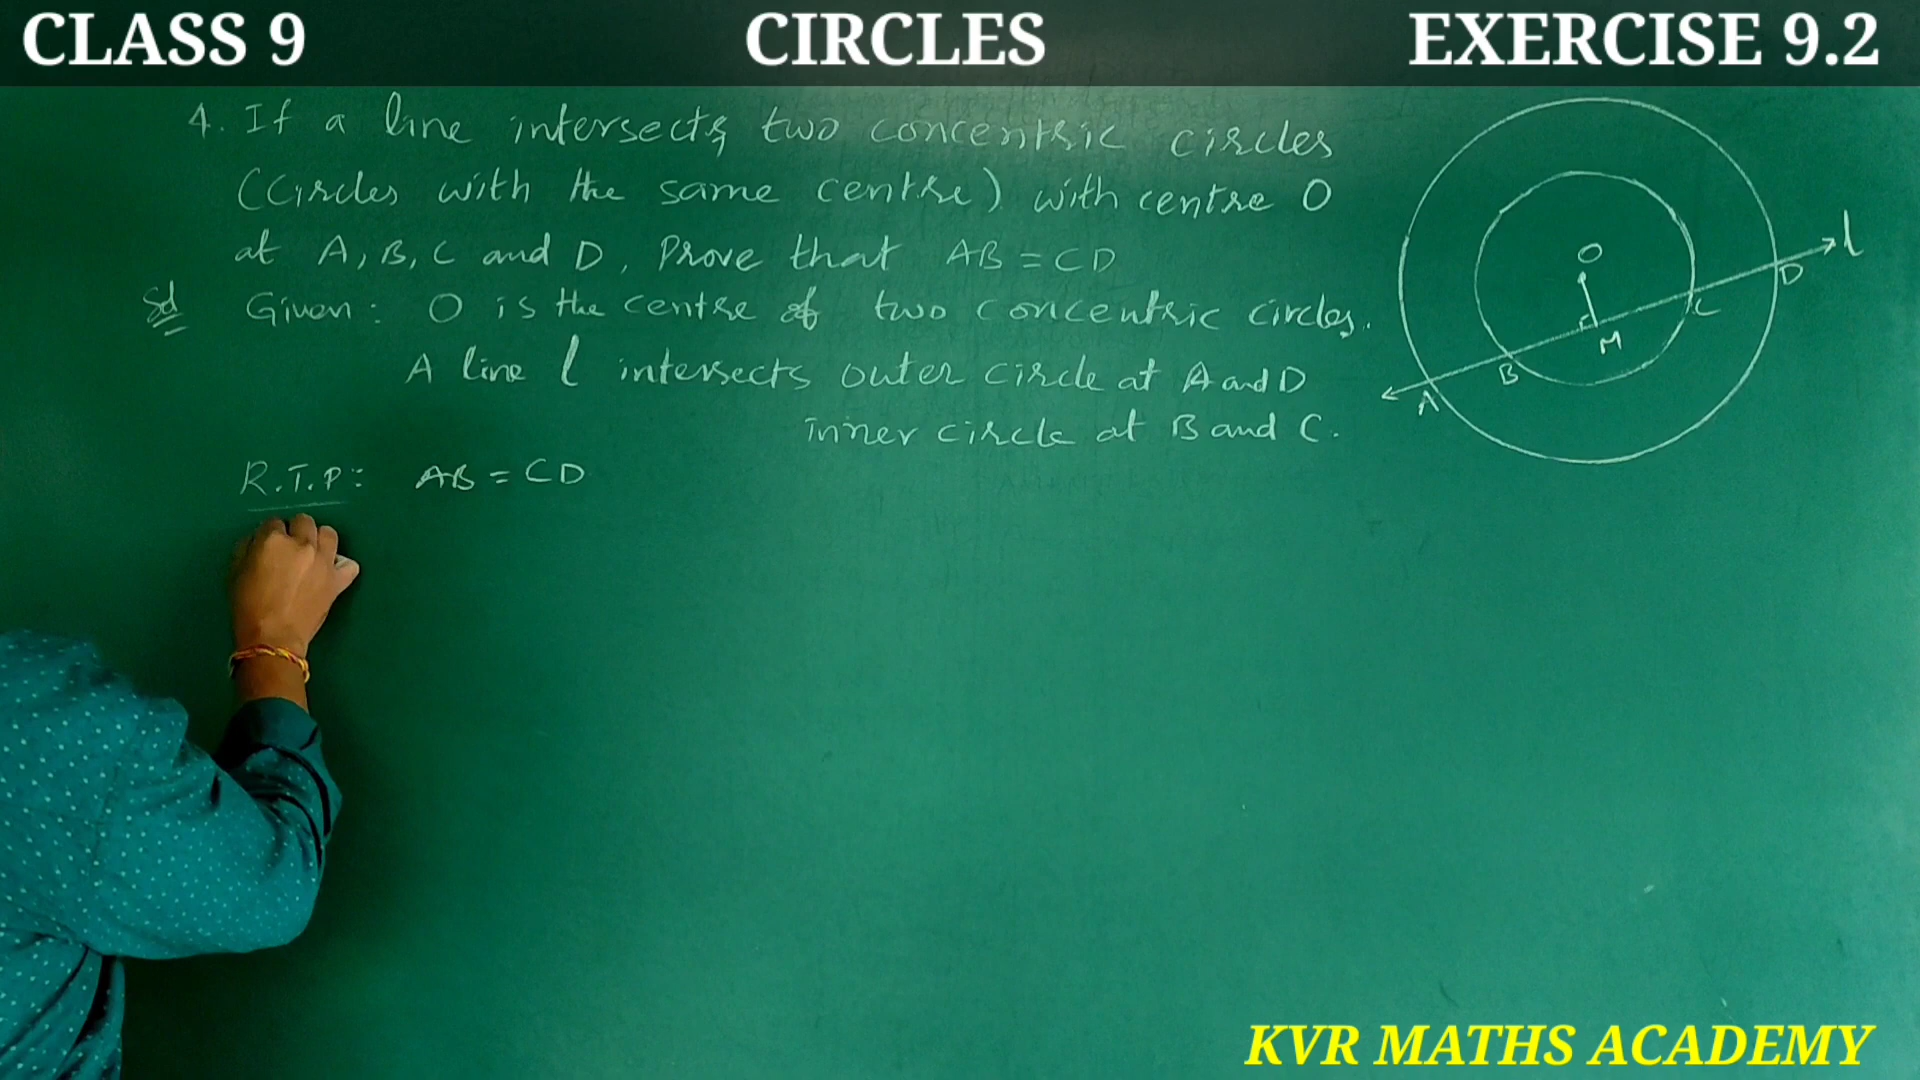 CLASS 9 CIRCLES EXERCISE 9.2
4. If a line intersects two concentric circles
(Circles with the same centre) with centre O
at A, B, C and D, Prove that AB = CD
Sol Given: O is the centre of two concentric circles.
A line l intersects outer circle at A and D
inner circle at B and C.
R.T.P: AB = CD
O
l
D
C
M
B
A
KVR MATHS ACADEMY